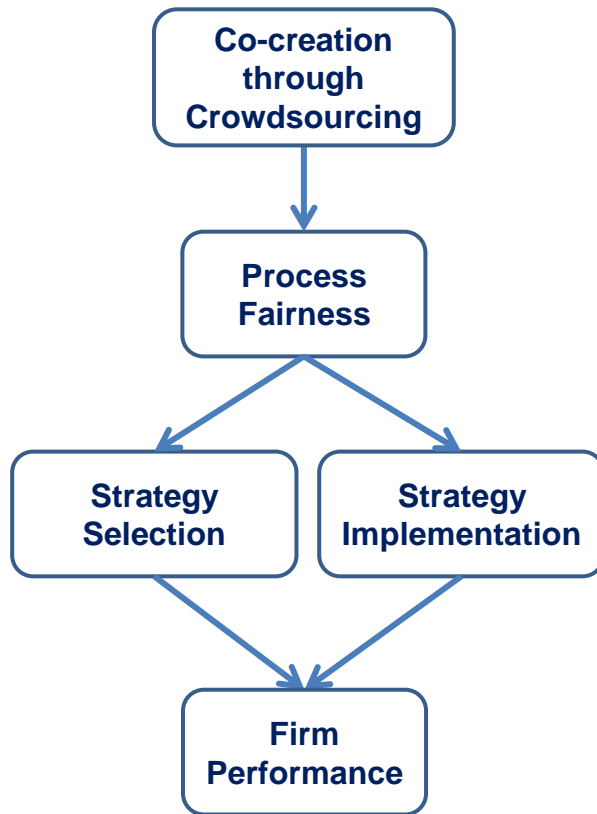 Co-creation
through
Crowdsourcing
Process
Fairness
Strategy
Selection
Strategy
Implementation
Firm
Performance